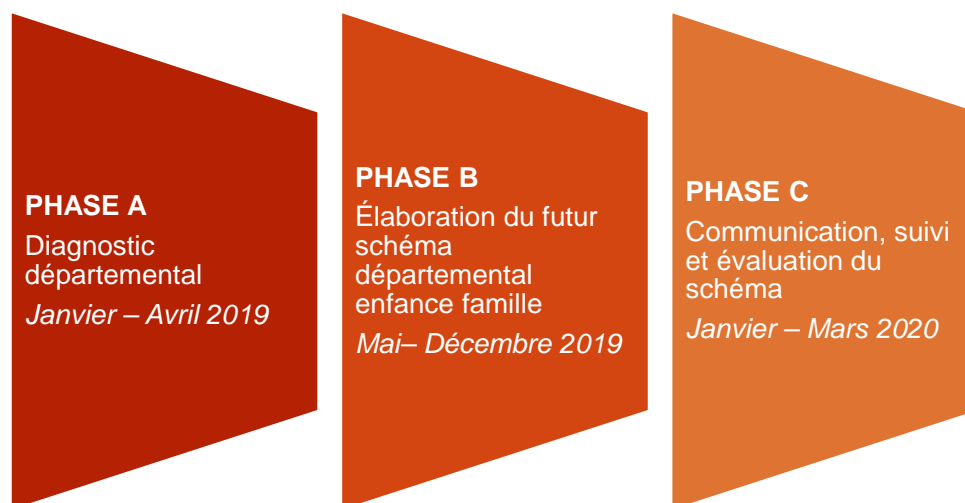 PHASE A
Diagnostic
départemental
Janvier – Avril 2019
PHASE B
Élaboration du futur
schéma
départemental
enfance famille
Mai– Décembre 2019
PHASE C
Communication, suivi
et évaluation du
schéma
Janvier – Mars 2020